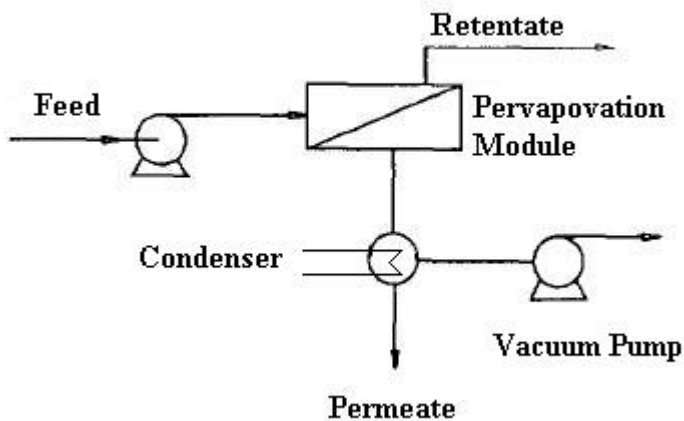 Retentate
Feed
Pervapovation
Module
Condenser
Vacuum Pump
Permeate